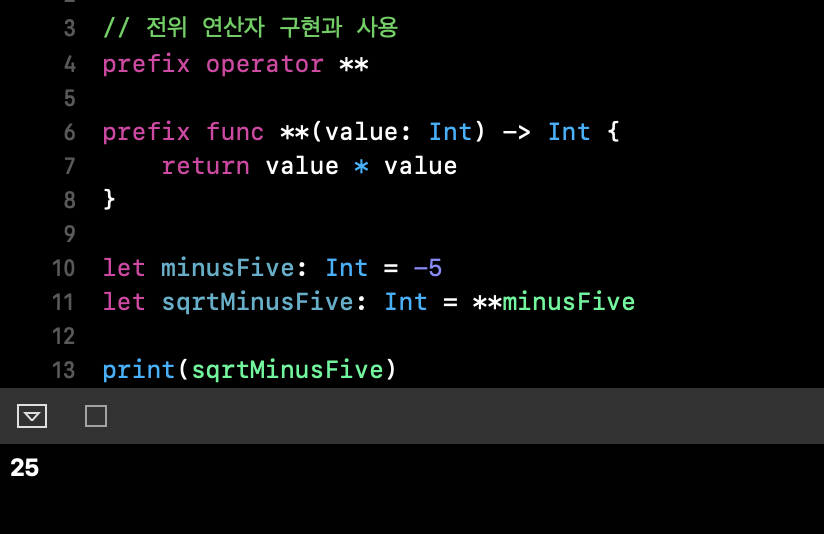 3 // 전위 연산자 구현과 사용
4 prefix operator **
5
6 prefix func **(value: Int) -> Int {
7     return value * value
8 }
9
10 let minusFive: Int = -5
11 let sqrtMinusFive: Int = **minusFive
12
13 print(sqrtMinusFive)
25